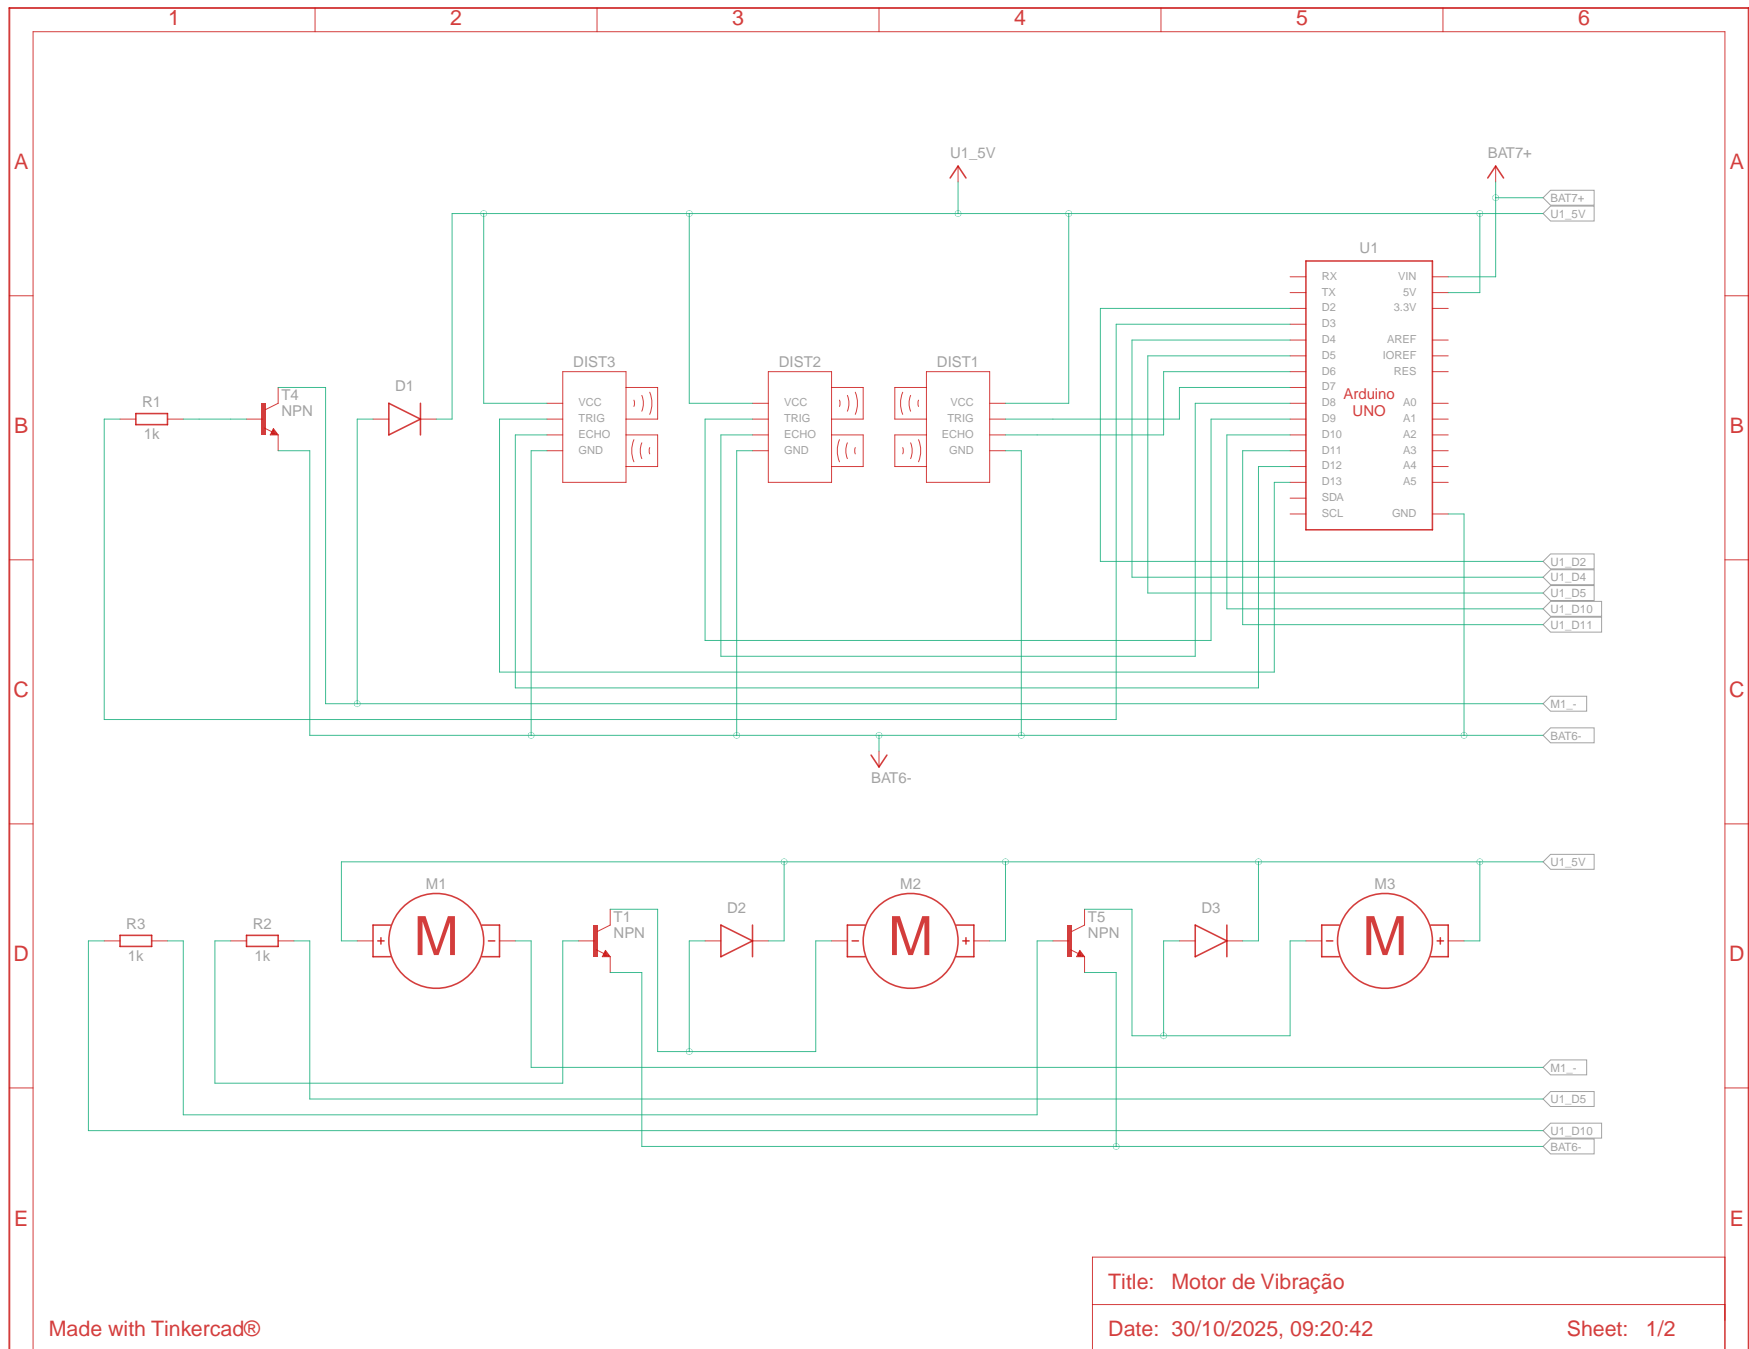 1 2 3 4 5 6
A A
U1_5V BAT7+
BAT7+
U1_5V
U1
RX VIN
TX 5V
D2 3.3V
D3
D4 AREF
D5 IOREF
D6 RES
D7
D8 A0
D9 A1
D10 A2
D11 A3
D12 A4
D13 A5
SDA
SCL GND
Arduino
UNO
B B
R1
1k
T4
NPN
D1
DIST3
VCC
TRIG
ECHO
GND
DIST2
VCC
TRIG
ECHO
GND
DIST1
VCC
TRIG
ECHO
GND
U1_D2
U1_D4
U1_D5
U1_D10
U1_D11
C C
M1_-
BAT6-
BAT6-
U1_5V
D D
R3
1k
R2
1k
M1
+ M -
T1
NPN
D2
M2
- M +
T5
NPN
D3
M3
- M +
M1_-
U1_D5
U1_D10
BAT6-
E E
Title: Motor de Vibração
Made with Tinkercad®
Date: 30/10/2025, 09:20:42 Sheet: 1/2